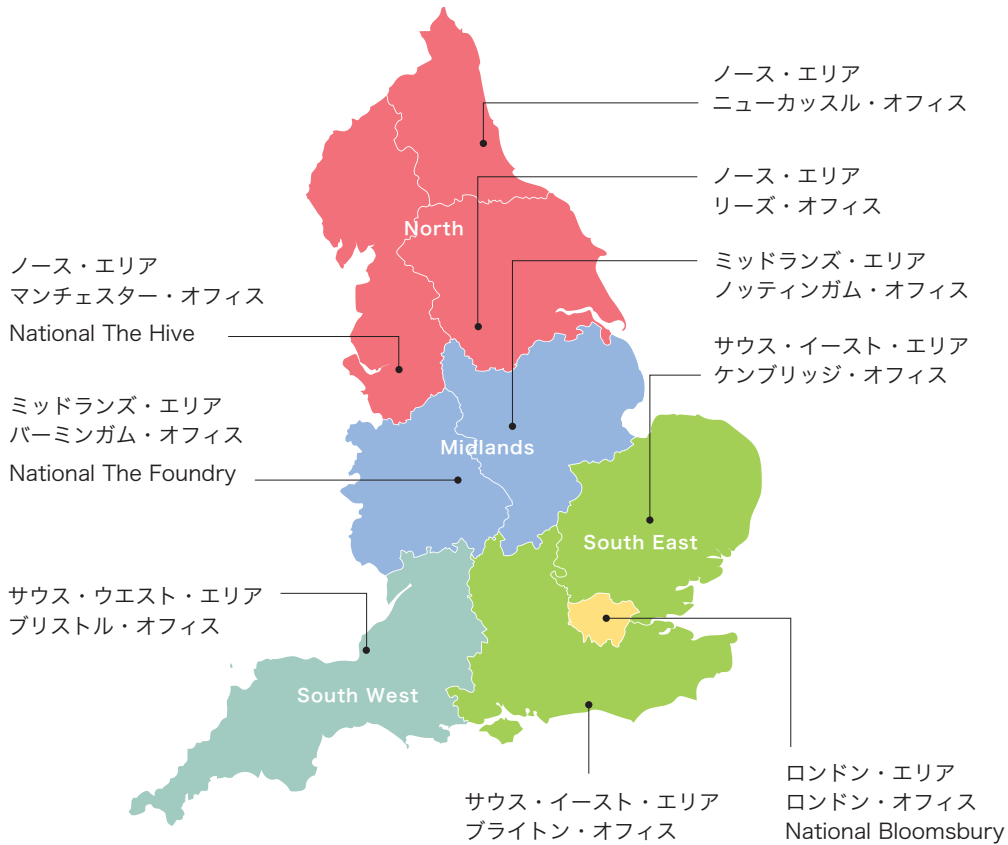 ノース・エリア
ニューカッスル・オフィス
ノース・エリア
リーズ・オフィス
North
ノース・エリア
マンチェスター・オフィス
National The Hive
ミッドランズ・エリア
ノッティンガム・オフィス
サウス・イースト・エリア
ケンブリッジ・オフィス
ミッドランズ・エリア
バーミンガム・オフィス
National The Foundry
Midlands
South East
サウス・ウエスト・エリア
ブリストル・オフィス
South West
サウス・イースト・エリア
ブライトン・オフィス
ロンドン・エリア
ロンドン・オフィス
National Bloomsbury